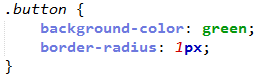 .button {
    background-color: green;
    border-radius: 1px;
}